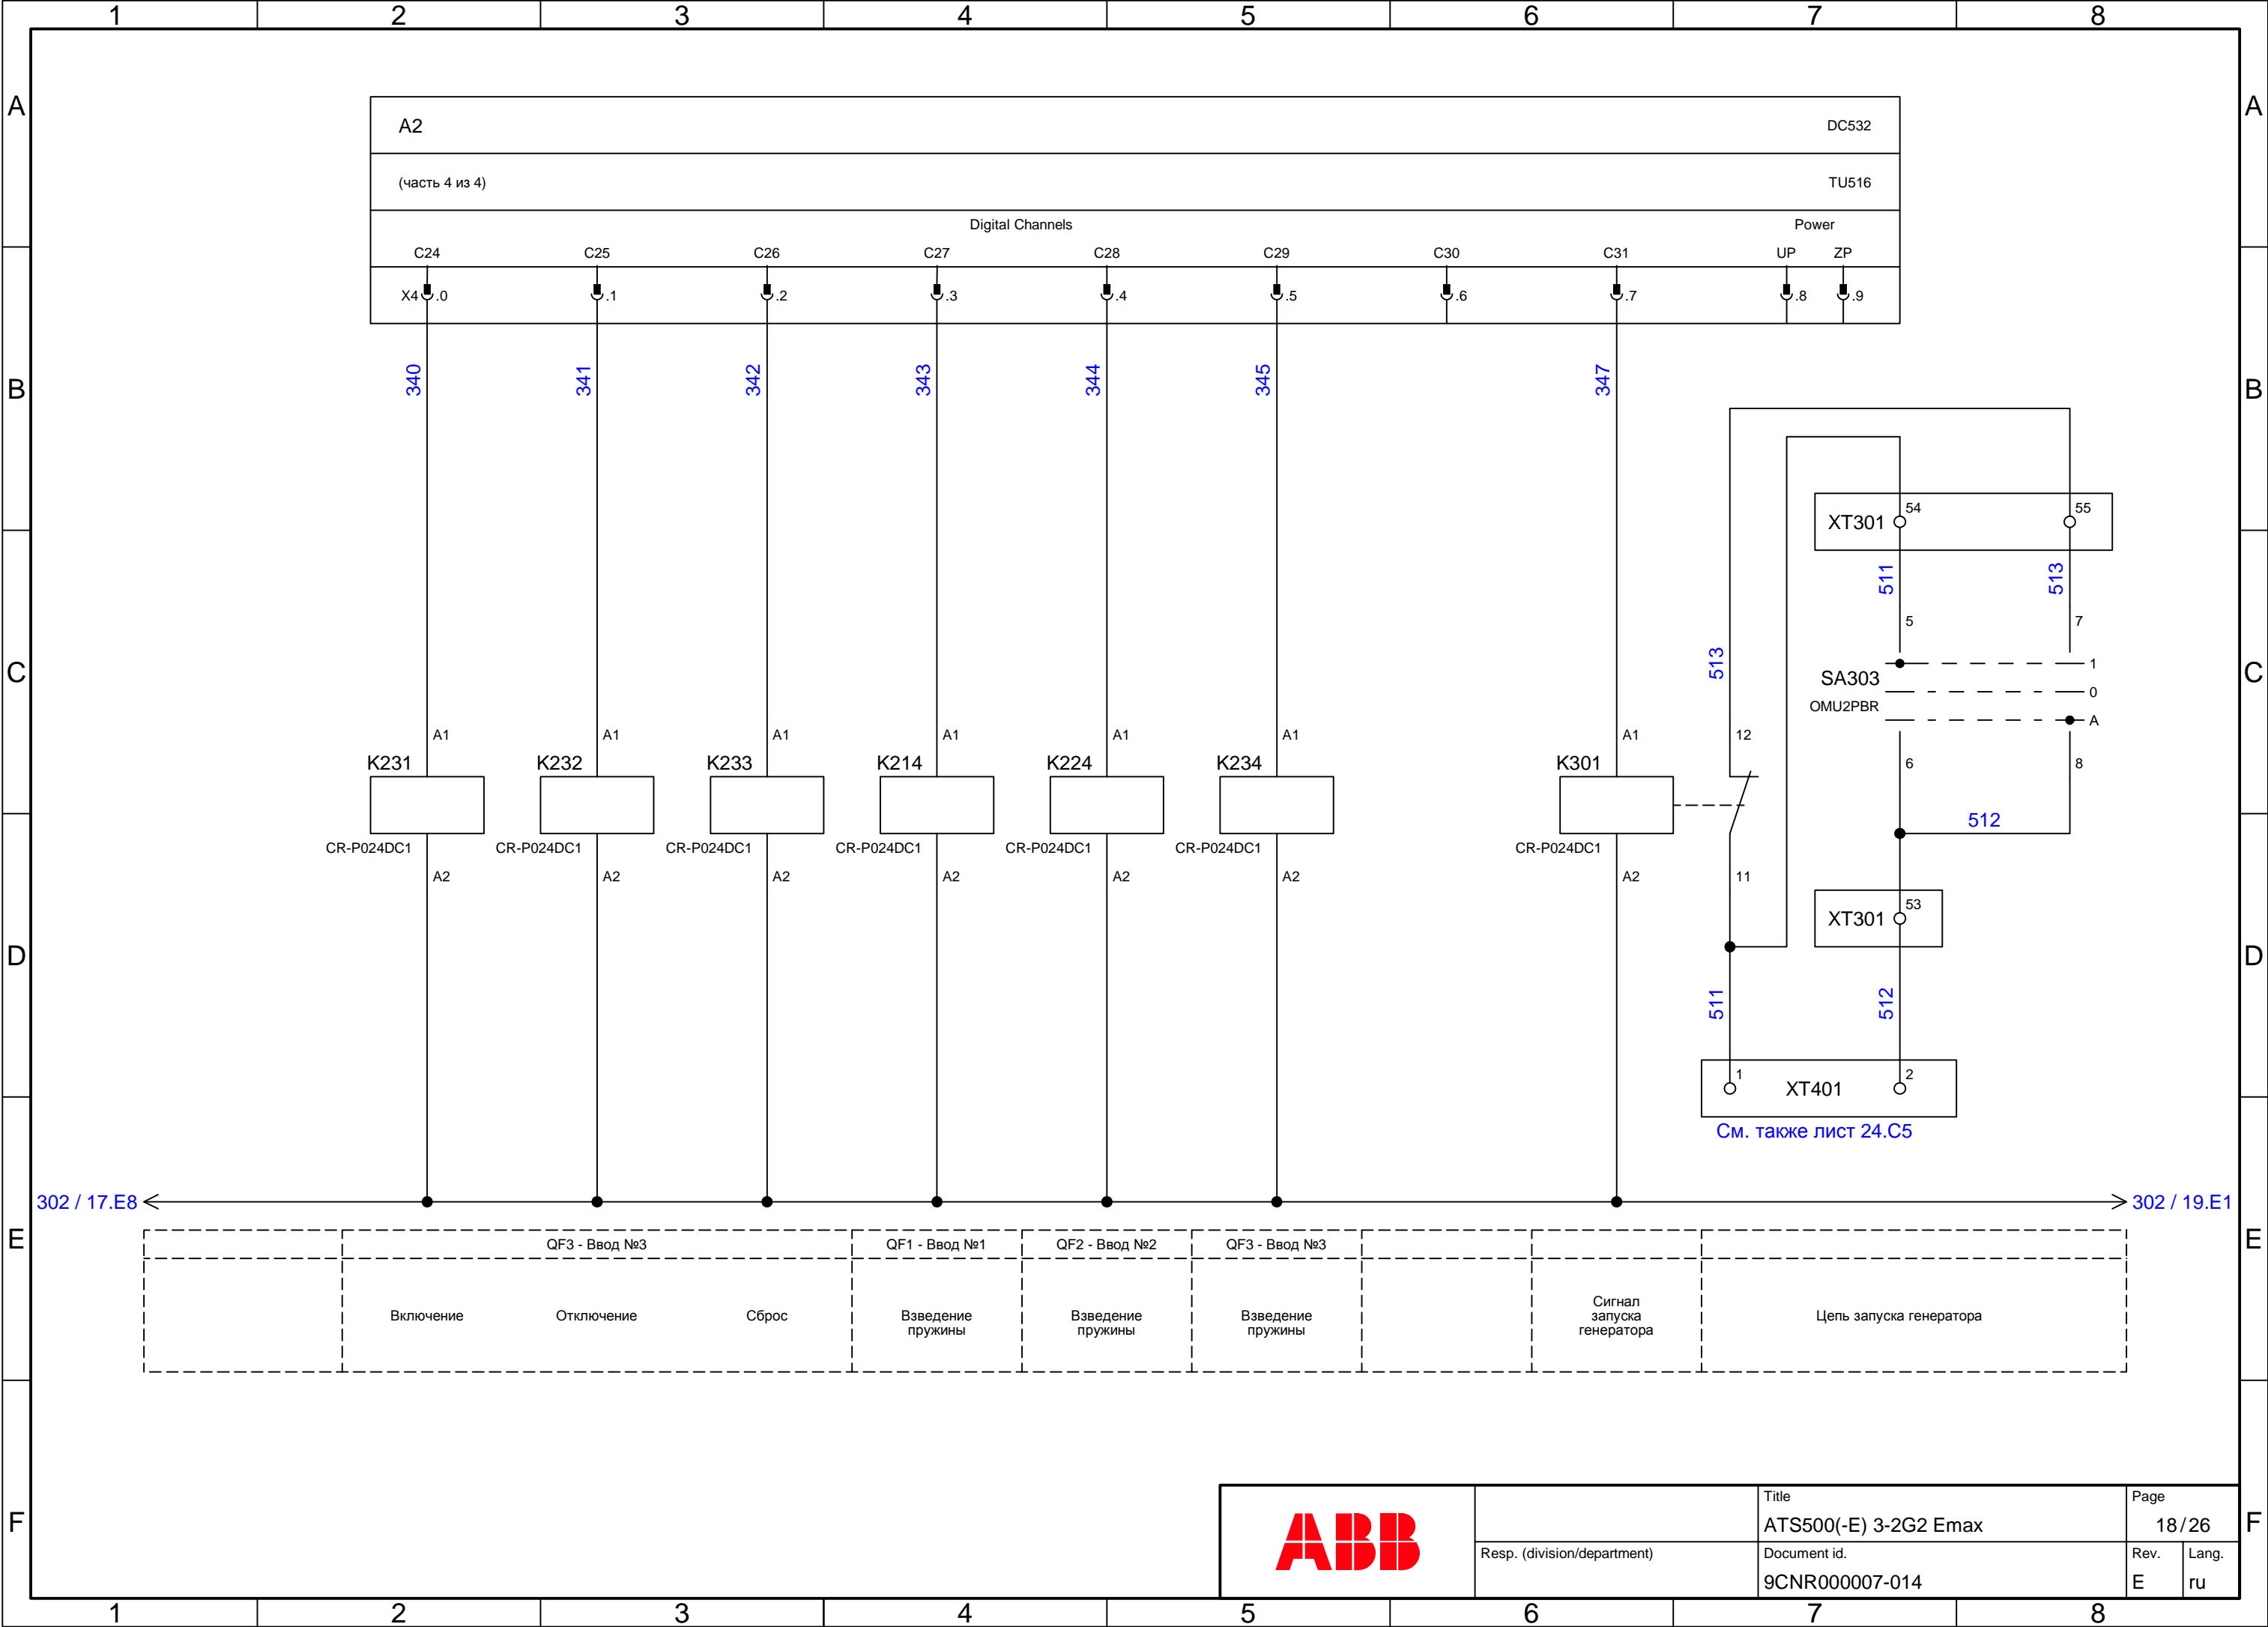 1 2 3 4 5 6 7 8
A A
A2 DC532
(часть 4 из 4) TU516
Digital Channels Power
C24 C25 C26 C27 C28 C29 C30 C31 UP ZP
X4 .0 .1 .2 .3 .4 .5 .6 .7 .8 .9
340 341 342 343 344 345 347
B B
XT301 54 55
511 513
5 7
513
1
C C
SA303
0
OMU2PBR
A
A1 A1 A1 A1 A1 A1 A1 12
K231 K232 K233 K214 K224 K234 K301 6 8
512
CR-P024DC1 CR-P024DC1 CR-P024DC1 CR-P024DC1 CR-P024DC1 CR-P024DC1 CR-P024DC1
A2 A2 A2 A2 A2 A2 A2 11
XT301 53
D D
511 512
1 XT401 2
См. также лист 24.C5
302 / 17.E8 302 / 19.E1
E E
QF3 - Ввод №3 QF1 - Ввод №1 QF2 - Ввод №2 QF3 - Ввод №3
Включение Отключение Сброс
Взведение
пружины
Взведение
пружины
Взведение
пружины
Сигнал
запуска
генератора
Цепь запуска генератора
F F
ABB
Title
ATS500(-E) 3-2G2 Emax
Page
18/26
Resp. (division/department)
Document id.
9CNR000007-014
Rev.
E
Lang.
ru
1 2 3 4 5 6 7 8